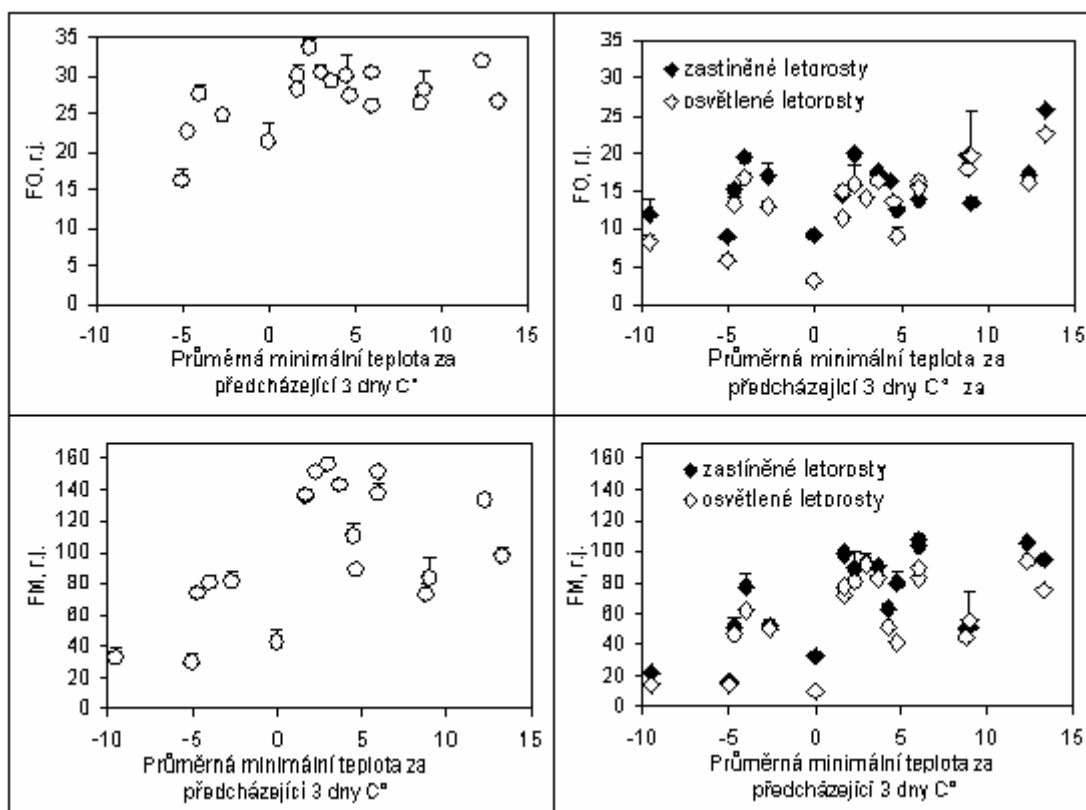 35
30
25
20
15
10
5
0
FO, r.j.
-10 -5 0 5 10 15
Průměrná minimální teplota za
předcházející 3 dny C°
35
30
25
20
15
10
5
0
FO, r.j.
zastíněné letorosty
osvětlené letorosty
-10 -5 0 5 10 15
Průměrná minimální teplota za
předcházející 3 dny C° za
160
140
120
100
80
60
40
20
0
FM, r.j.
-10 -5 0 5 10 15
Průměrná minimální teplota za
předcházející 3 dny C°
160
140
120
100
80
60
40
20
0
FM, r.j.
zastíněné letorosty
osvětlené letorosty
-10 -5 0 5 10 15
Průměrná minimální teplota za
předcházející 3 dny C°